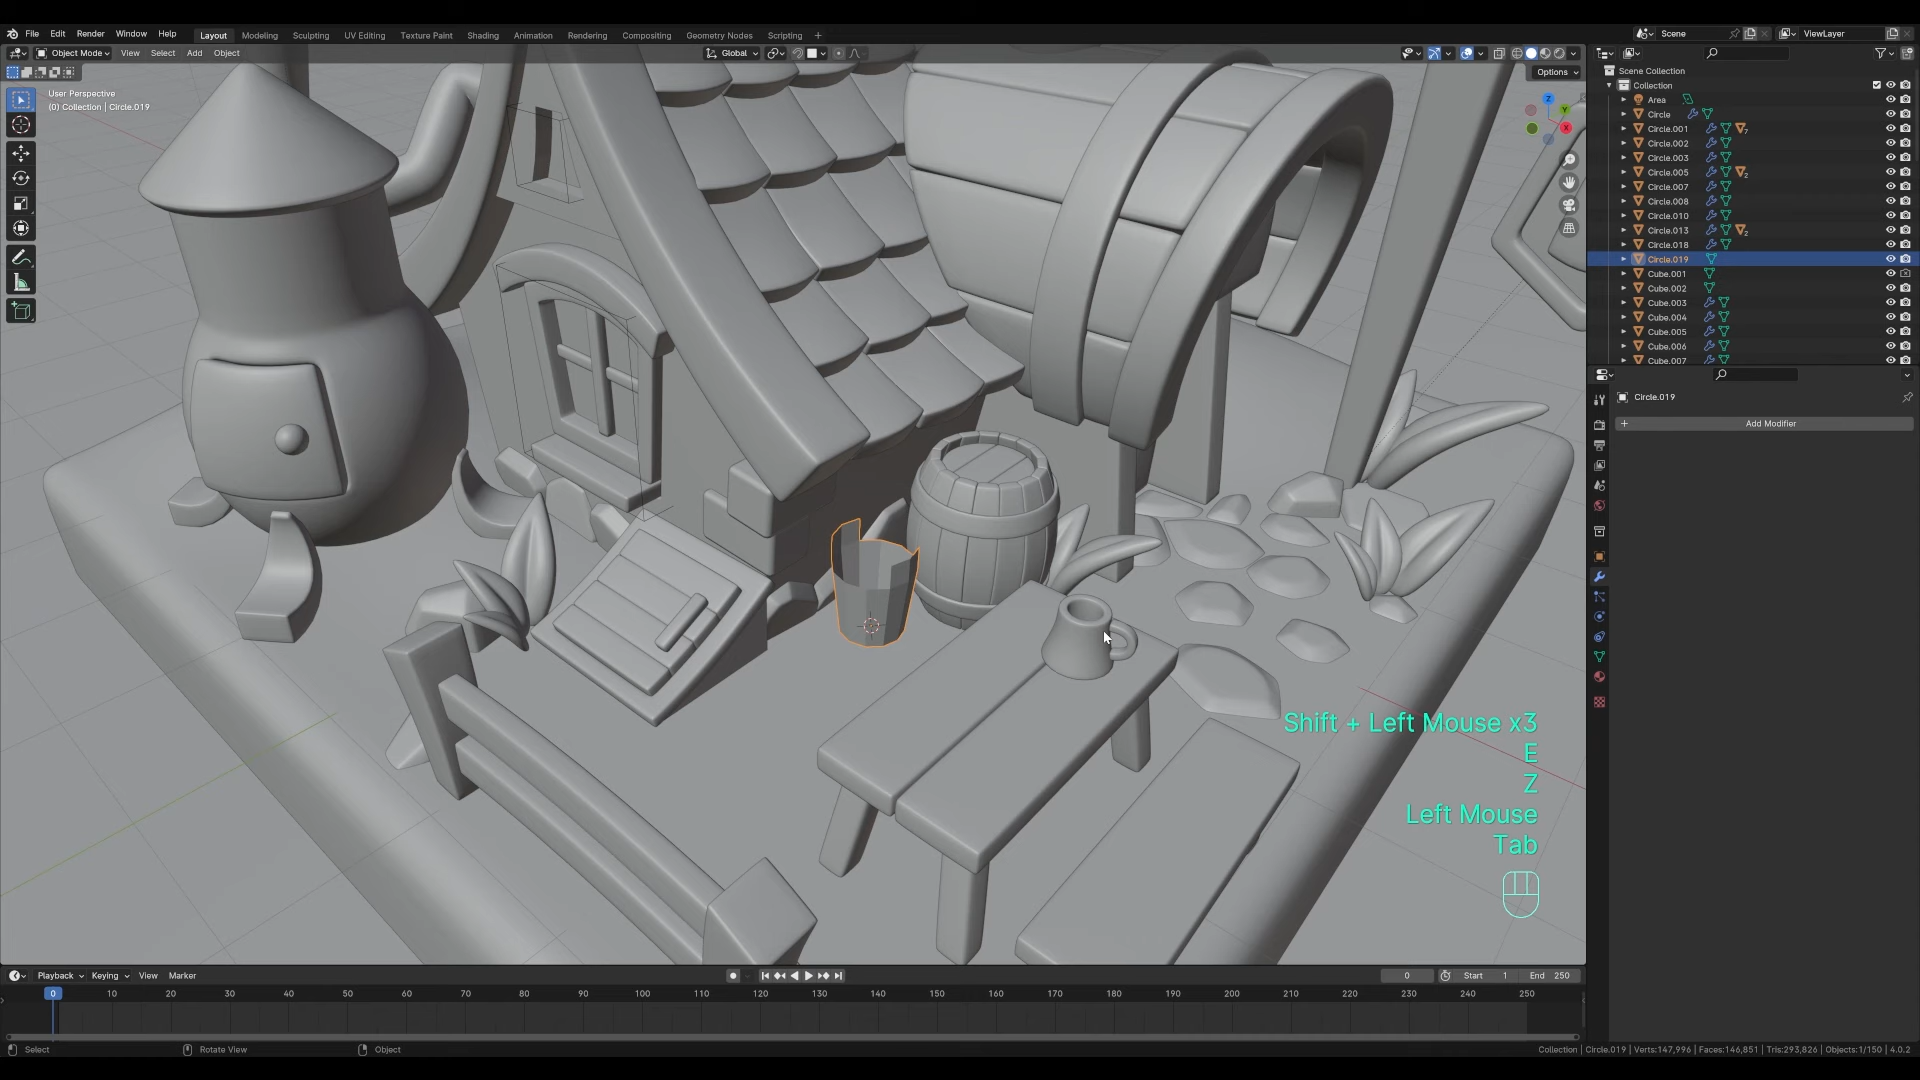 File Edit Render Window Help Layout Modeling Sculpting UV Editing Texture Paint Shading Animation Rendering Compositing Geometry Nodes Scripting + Scene ViewLayer
Object Mode View Select Add Object Global
Options
User Perspective
(0) Collection | Circle.019
Z
Y
X
Scene Collection
Collection
Area
Circle
Circle.001 7
Circle.002
Circle.003
Circle.005 2
Circle.007
Circle.008
Circle.010
Circle.013 2
Circle.018
Circle.019
Cube.001
Cube.002
Cube.003
Cube.004
Cube.005
Cube.006
Cube.007
Circle.019
+ Add Modifier
Shift + Left Mouse x3
E
Z
Left Mouse
Tab
Playback Keying View Marker 0 Start 1 End 250
0 10 20 30 40 50 60 70 80 90 100 110 120 130 140 150 160 170 180 190 200 210 220 230 240 250
Select Rotate View Object Collection | Circle.019 | Verts:147,996 | Faces:146,851 | Tris:293,826 | Objects:1/150 | 4.0.2